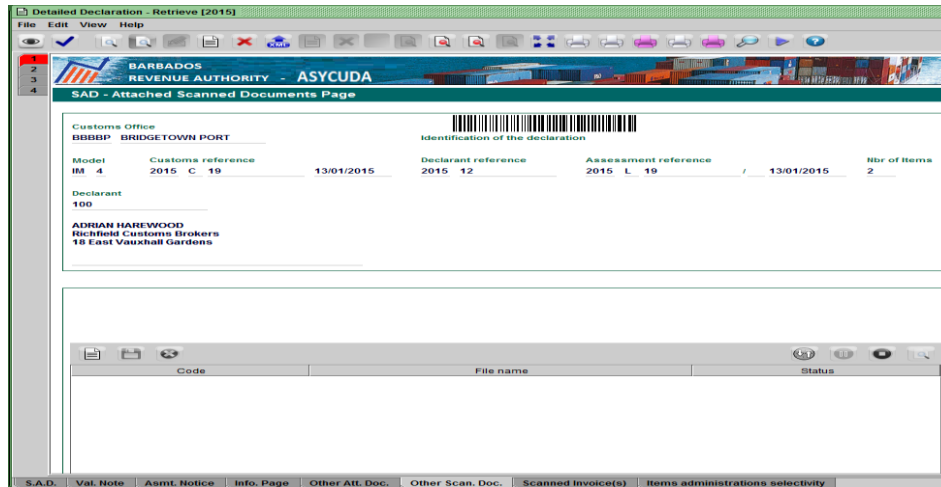 Detailed Declaration - Retrieve [2015]
File Edit View Help
1
2
3
4
BARBADOS
REVENUE AUTHORITY - ASYCUDA
SAD - Attached Scanned Documents Page
Customs Office
BBBBP BRIDGETOWN PORT
Identification of the declaration
Model Customs reference Declarant reference Assessment reference Nbr of Items
IM 4 2015 C 19 13/01/2015 2015 12 2015 L 19 / 13/01/2015 2
Declarant
100
ADRIAN HAREWOOD
Richfield Customs Brokers
18 East Vauxhall Gardens
Code File name Status
S.A.D. Val. Note Asmt. Notice Info. Page Other Att. Doc. Other Scan. Doc. Scanned Invoice(s) Items administrations selectivity